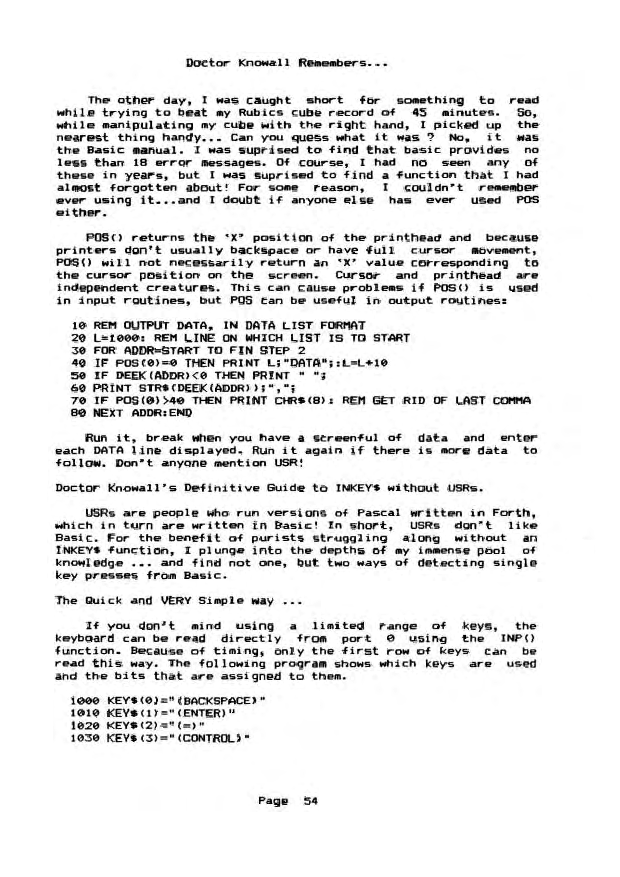 Doctor Knowall Remembers...
The other day, I was caught short for something to read
while trying to beat my Rubics cube record of 45 minutes. So,
while manipulating my cube with the right hand, I picked up the
nearest thing handy... Can you guess what it was ? No, it was
the Basic manual. I was suprised to find that basic provides no
less than 18 error messages. Of course, I had no seen any of
these in years, but I was suprised to find a function that I had
almost forgotten about! For some reason, I couldn't remember
ever using it...and I doubt if anyone else has ever used POS
either.
POS() returns the 'X' position of the printhead and because
printers don't usually backspace or have full cursor movement,
POS() will not necessarily return an 'X' value corresponding to
the cursor position on the screen. Cursor and printhead are
independent creatures. This can cause problems if POS() is used
in input routines, but POS can be useful in output routines:
10 REM OUTPUT DATA, IN DATA LIST FORMAT
20 L=1000: REM LINE ON WHICH LIST IS TO START
30 FOR ADDR=START TO FIN STEP 2
40 IF POS(0)=0 THEN PRINT L;"DATA";:L=L+10
50 IF DEEK(ADDR)<0 THEN PRINT " ";
60 PRINT STR$(DEEK(ADDR));",";
70 IF POS(0)>40 THEN PRINT CHR$(8): REM GET RID OF LAST COMMA
80 NEXT ADDR:END
Run it, break when you have a screenful of data and enter
each DATA line displayed. Run it again if there is more data to
follow. Don't anyone mention USR!
Doctor Knowall's Definitive Guide to INKEY$ without USRs.
USRs are people who run versions of Pascal written in Forth,
which in turn are written in Basic! In short, USRs don't like
Basic. For the benefit of purists struggling along without an
INKEY$ function, I plunge into the depths of my immense pool of
knowledge ... and find not one, but two ways of detecting single
key presses from Basic.
The Quick and VERY Simple way ...
If you don't mind using a limited range of keys, the
keyboard can be read directly from port 0 using the INP()
function. Because of timing, only the first row of keys can be
read this way. The following program shows which keys are used
and the bits that are assigned to them.
1000 KEY$(0)="(BACKSPACE)"
1010 KEY$(1)="(ENTER)"
1020 KEY$(2)="(=)"
1030 KEY$(3)="(CONTROL)"
Page 54